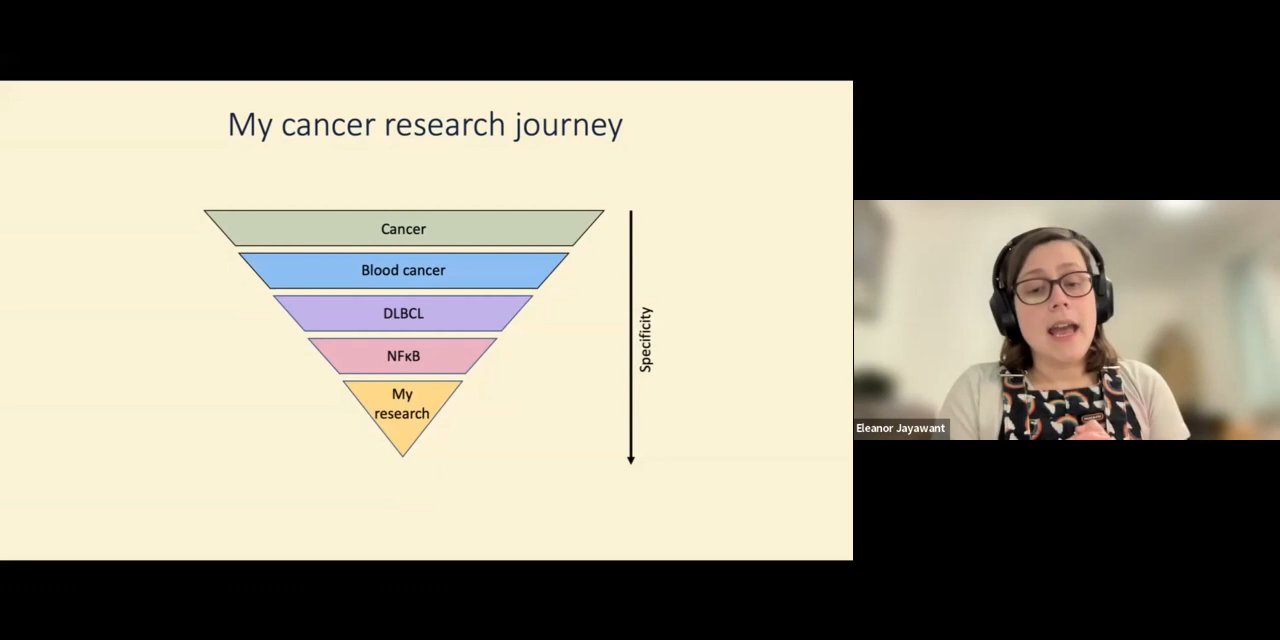 My cancer research journey
Cancer
Blood cancer
DLBCL
NFκB
My
research
Specificity
Eleanor Jayawant